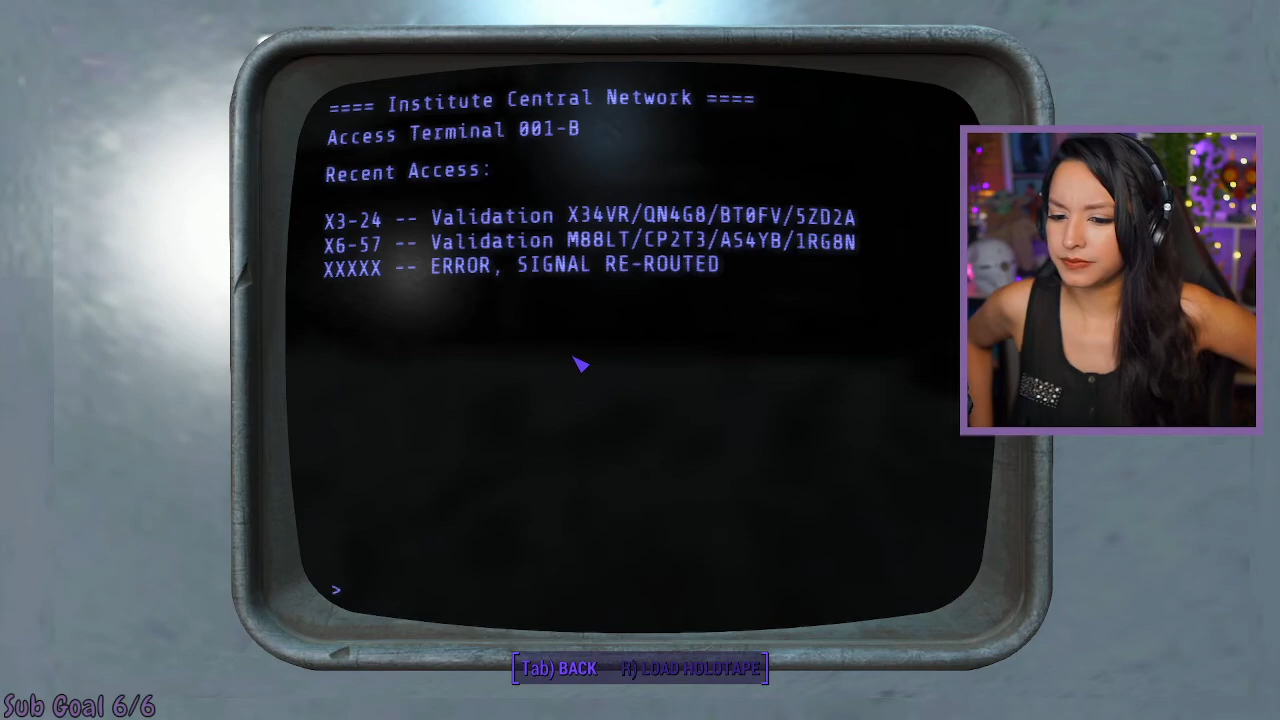 ==== Institute Central Network ====
Access Terminal 001-B
Recent Access:
X3-24 -- Validation X34VR/QN4G8/BT0FV/5ZD2A
X6-57 -- Validation M88LT/CP2T3/AS4YB/1RG8N
XXXXX -- ERROR, SIGNAL RE-ROUTED
>
Tab) BACK R) LOAD HOLOTAPE
Sub Goal 6/6